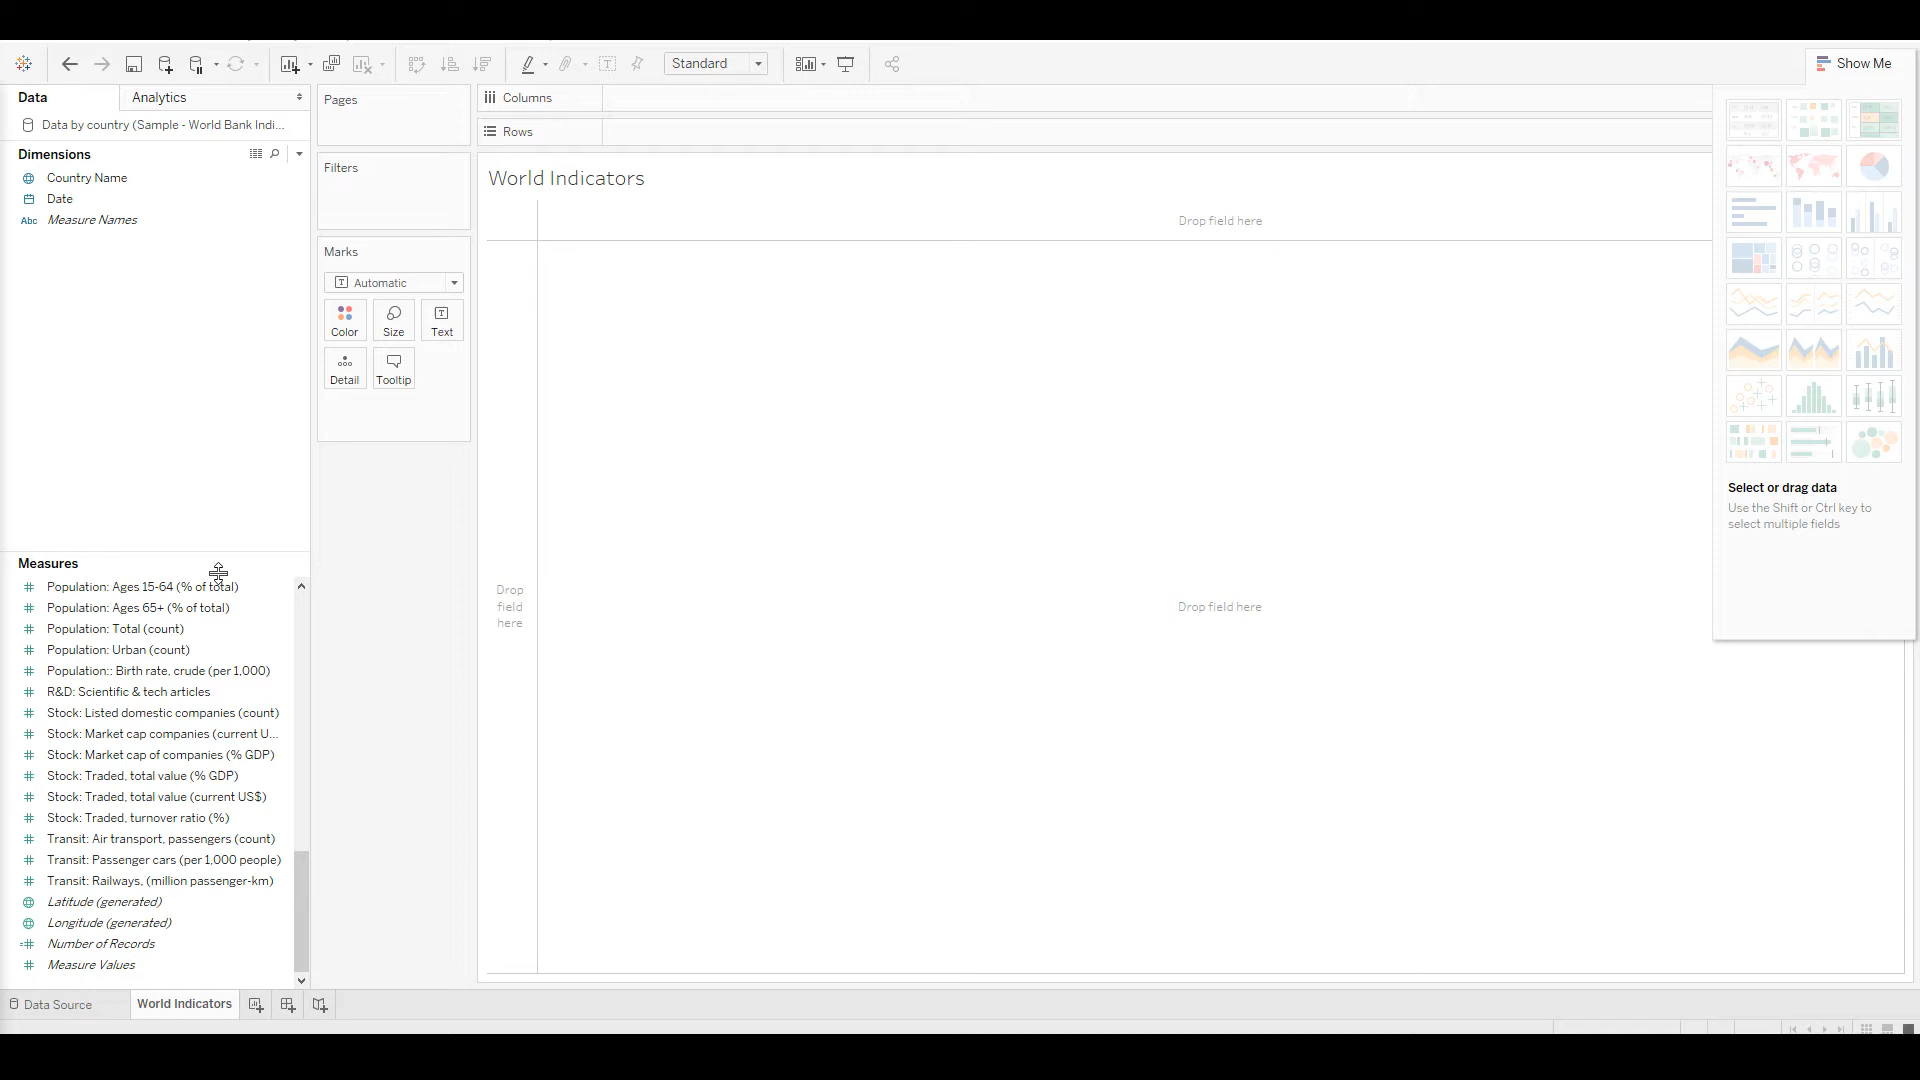 Standard
Show Me
Data
Analytics
Pages
Columns
Data by country (Sample - World Bank Indi...
Rows
Dimensions
Filters
Country Name
World Indicators
Date
Abc Measure Names
Drop field here
Marks
Automatic
Color
Size
Text
Detail
Tooltip
Select or drag data
Use the Shift or Ctrl key to
select multiple fields
Measures
Population: Ages 15-64 (% of total)
Population: Ages 65+ (% of total)
Population: Total (count)
Population: Urban (count)
Population:: Birth rate, crude (per 1,000)
R&D: Scientific & tech articles
Stock: Listed domestic companies (count)
Stock: Market cap companies (current U...
Stock: Market cap of companies (% GDP)
Stock: Traded, total value (% GDP)
Stock: Traded, total value (current US$)
Stock: Traded, turnover ratio (%)
Transit: Air transport, passengers (count)
Transit: Passenger cars (per 1,000 people)
Transit: Railways, (million passenger-km)
Latitude (generated)
Longitude (generated)
Number of Records
Measure Values
Drop
field
here
Drop field here
Data Source
World Indicators